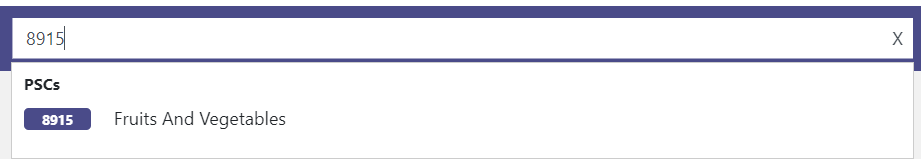 8915 X
PSCs
8915 Fruits And Vegetables